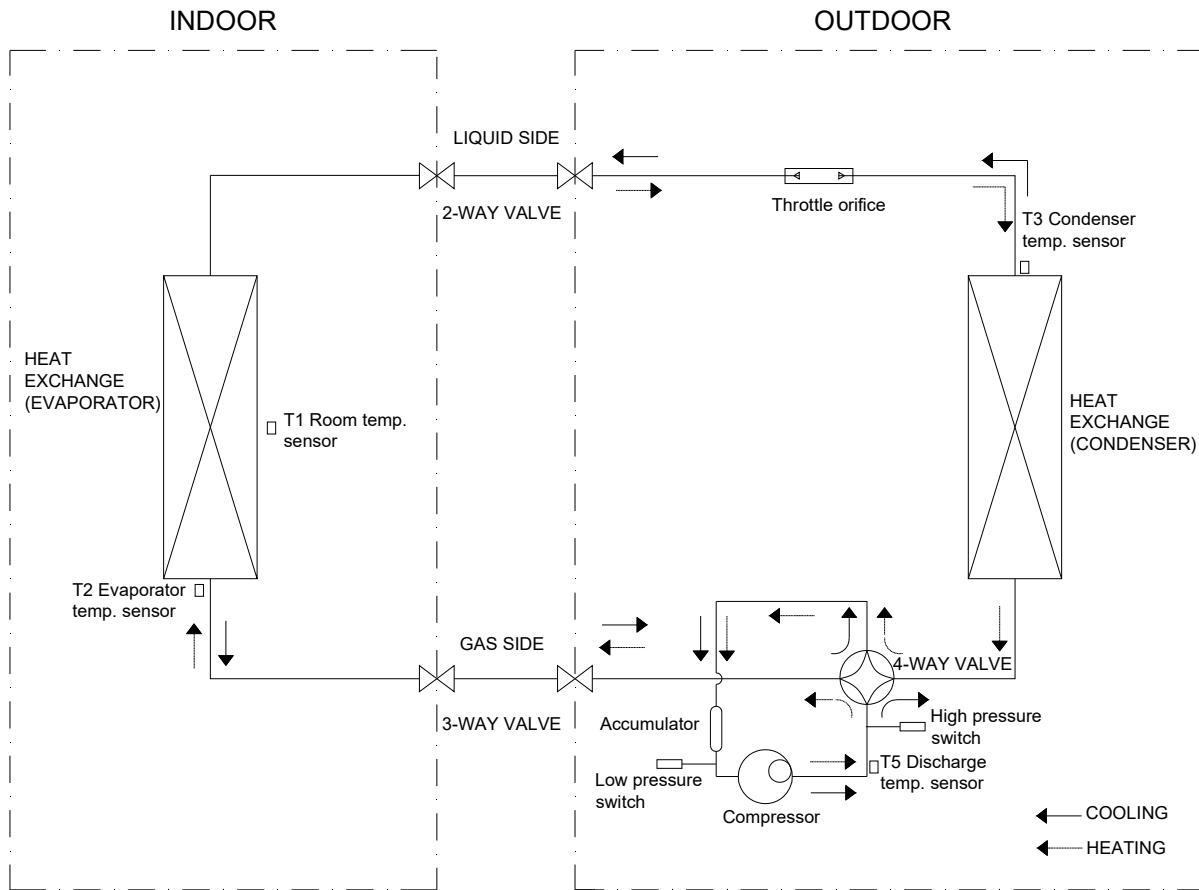 INDOOR
OUTDOOR
LIQUID SIDE
2-WAY VALVE
Throttle orifice
T3 Condenser
temp. sensor
HEAT
EXCHANGE
(EVAPORATOR)
T1 Room temp.
sensor
HEAT
EXCHANGE
(CONDENSER)
T2 Evaporator
temp. sensor
GAS SIDE
3-WAY VALVE
4-WAY VALVE
Accumulator
High pressure
switch
Low pressure
switch
T5 Discharge
temp. sensor
Compressor
COOLING
HEATING